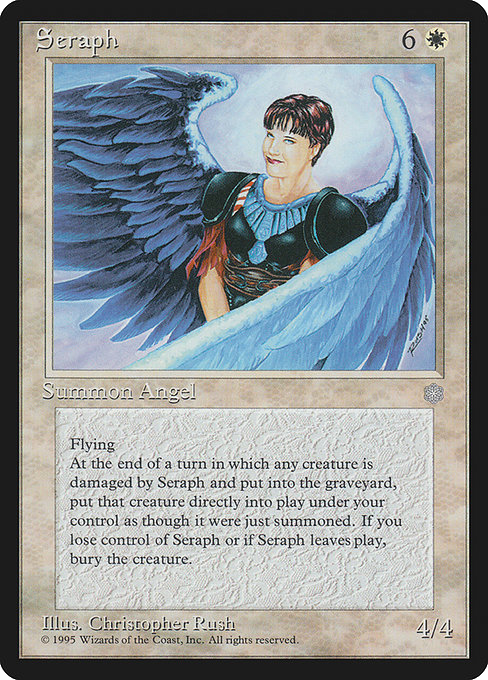 Seraph 6
RUSH 95
Summon Angel
Flying
At the end of a turn in which any creature is
damaged by Seraph and put into the graveyard,
put that creature directly into play under your
control as though it were just summoned. If you
lose control of Seraph or if Seraph leaves play,
bury the creature.
Illus. Christopher Rush
4/4
© 1995 Wizards of the Coast, Inc. All rights reserved.